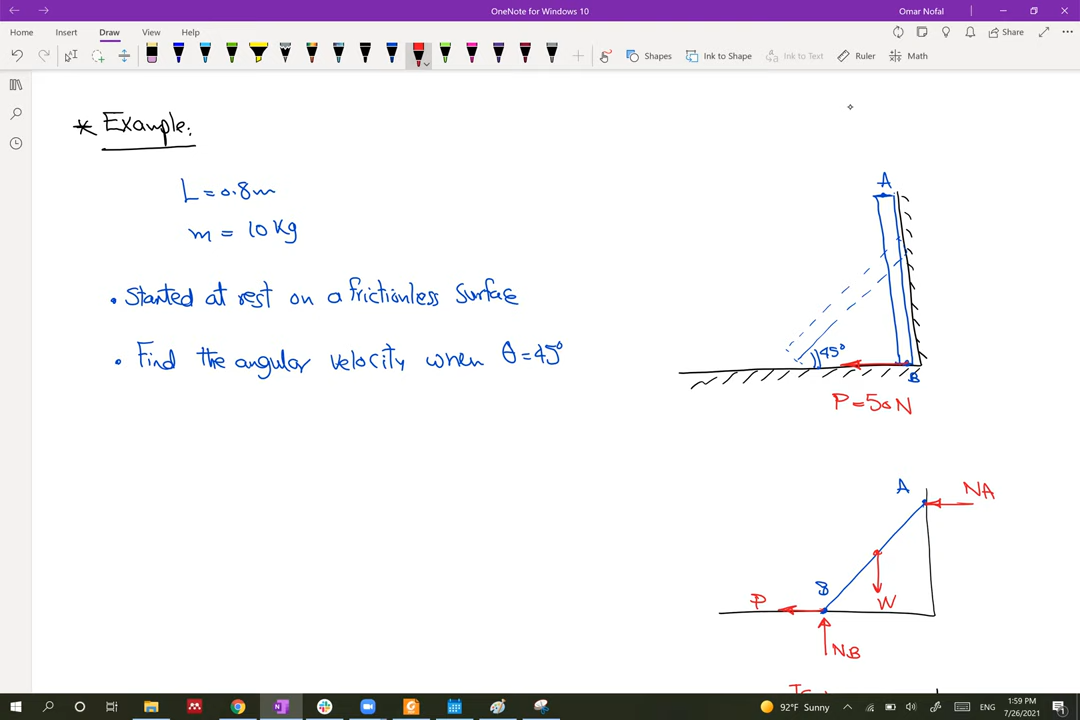 OneNote for Windows 10
Omar Nofal
Home
Insert
Draw
View
Help
Share
Shapes
Ink to Shape
Ink to Text
Ruler
Math
* Example:
L = 0.8m
m = 10 Kg
• Started at rest on a frictionless surface
• Find the angular velocity when θ = 45°
A
45°
B
P = 50 N
A
NA
B
P
W
NB
92°F Sunny
ENG
1:59 PM
7/26/2021